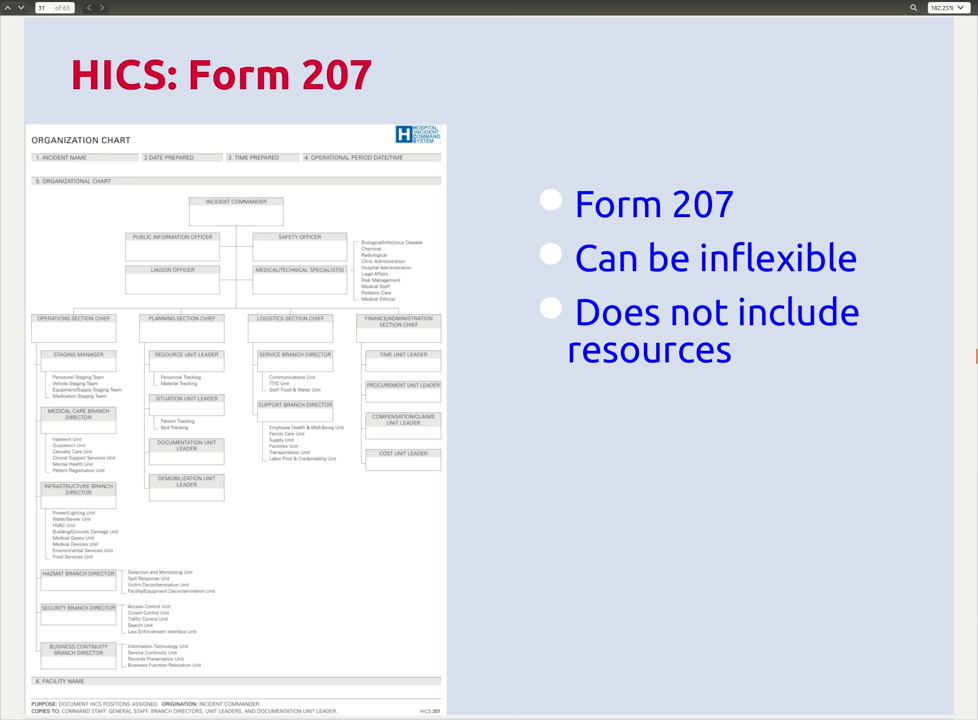 31 of 63
182.25%
HICS: Form 207
ORGANIZATION CHART
HOSPITAL
INCIDENT
COMMAND
SYSTEM
1. INCIDENT NAME
2.DATE PREPARED
3. TIME PREPARED
4. OPERATIONAL PERIOD DATE/TIME
5. ORGANIZATIONAL CHART
INCIDENT COMMANDER
PUBLIC INFORMATION OFFICER
SAFETY OFFICER
LIAISON OFFICER
MEDICAL/TECHNICAL SPECIALIST(S)
Biological/Infectious Disease
Chemical
Radiological
Clinic Administration
Hospital Administration
Legal Affairs
Risk Management
Medical Staff
Pediatric Care
Medical Ethicist
OPERATIONS SECTION CHIEF
STAGING MANAGER
Personnel Staging Team
Vehicle Staging Team
Equipment/Supply Staging Team
Medication Staging Team
MEDICAL CARE BRANCH
DIRECTOR
Inpatient Unit
Outpatient Unit
Casualty Care Unit
Clinical Support Services Unit
Mental Health Unit
Patient Registration Unit
INFRASTRUCTURE BRANCH
DIRECTOR
Power/Lighting Unit
Water/Sewer Unit
HVAC Unit
Building/Grounds Damage Unit
Medical Gases Unit
Medical Devices Unit
Environmental Services Unit
Food Services Unit
HAZMAT BRANCH DIRECTOR
Detection and Monitoring Unit
Spill Response Unit
Victim Decontamination Unit
Facility/Equipment Decontamination Unit
SECURITY BRANCH DIRECTOR
Access Control Unit
Crowd Control Unit
Traffic Control Unit
Search Unit
Law Enforcement Interface Unit
BUSINESS CONTINUITY
BRANCH DIRECTOR
Information Technology Unit
Service Continuity Unit
Records Preservation Unit
Business Function Relocation Unit
PLANNING SECTION CHIEF
RESOURCE UNIT LEADER
Personnel Tracking
Material Tracking
SITUATION UNIT LEADER
Patient Tracking
Bed Tracking
DOCUMENTATION UNIT
LEADER
DEMOBILIZATION UNIT
LEADER
LOGISTICS SECTION CHIEF
SERVICE BRANCH DIRECTOR
Communications Unit
IT/IS Unit
Staff Food & Water Unit
SUPPORT BRANCH DIRECTOR
Employee Health & Well-Being Unit
Family Care Unit
Supply Unit
Facilities Unit
Transportation Unit
Labor Pool & Credentialing Unit
FINANCE/ADMINISTRATION
SECTION CHIEF
TIME UNIT LEADER
PROCUREMENT UNIT LEADER
COMPENSATION/CLAIMS
UNIT LEADER
COST UNIT LEADER
6. FACILITY NAME
PURPOSE: DOCUMENT HICS POSITIONS ASSIGNED. ORIGINATION: INCIDENT COMMANDER.
COPIES TO: COMMAND STAFF, GENERAL STAFF, BRANCH DIRECTORS, UNIT LEADERS, AND DOCUMENTATION UNIT LEADER.
HICS 207
Form 207
Can be inflexible
Does not include
resources